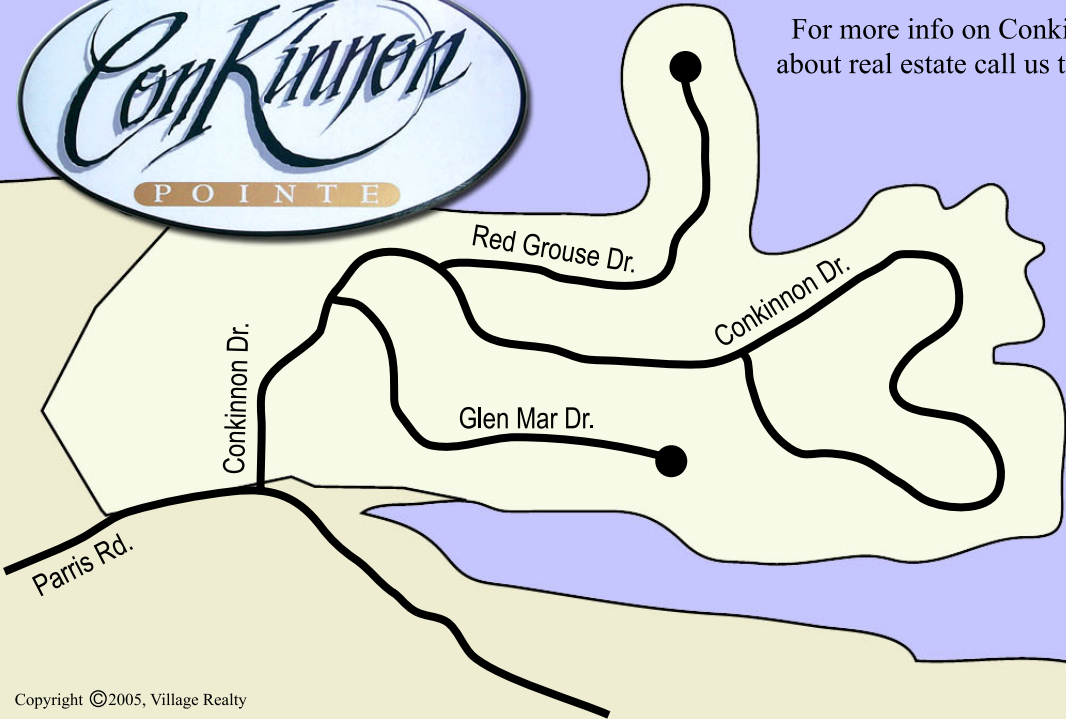 ConKinnon
POINTE
For more info on Conki
about real estate call us t
Red Grouse Dr.
Conkinnon Dr.
Conkinnon Dr.
Glen Mar Dr.
Parris Rd.
Copyright ©2005, Village Realty